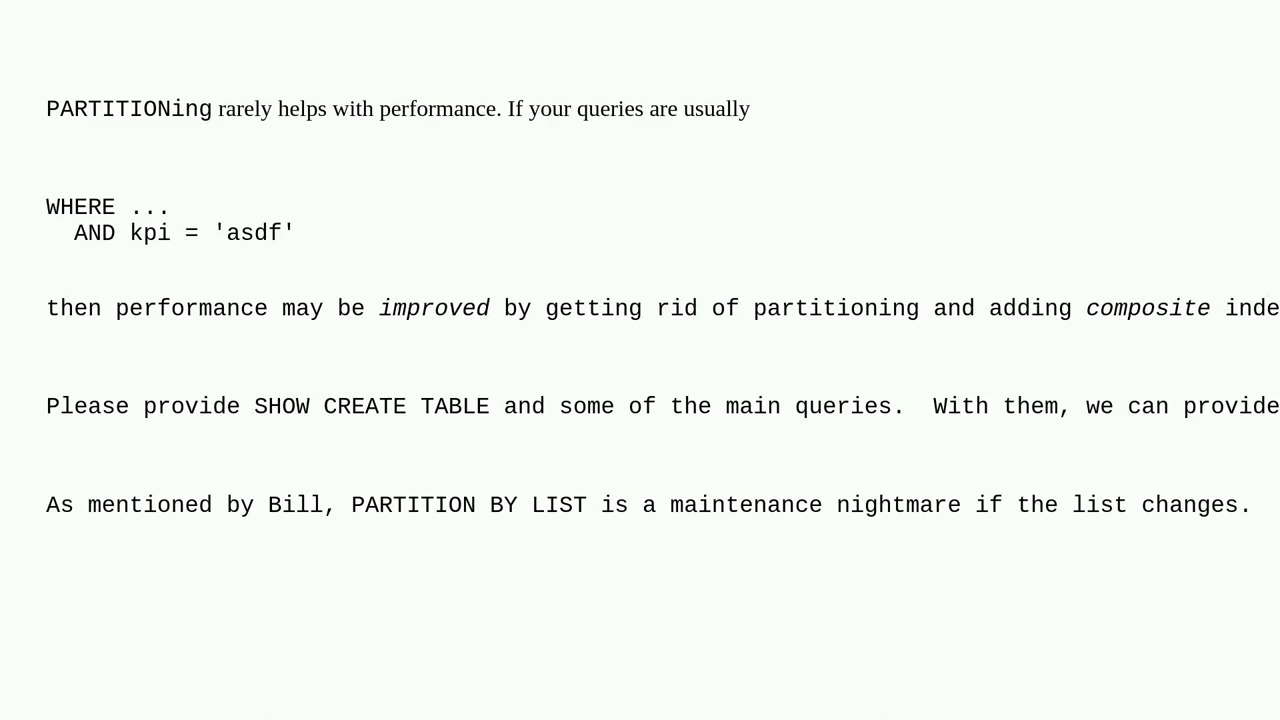 PARTITIONing rarely helps with performance. If your queries are usually
WHERE ...
  AND kpi = 'asdf'
then performance may be improved by getting rid of partitioning and adding composite inde
Please provide SHOW CREATE TABLE and some of the main queries.  With them, we can provide
As mentioned by Bill, PARTITION BY LIST is a maintenance nightmare if the list changes.